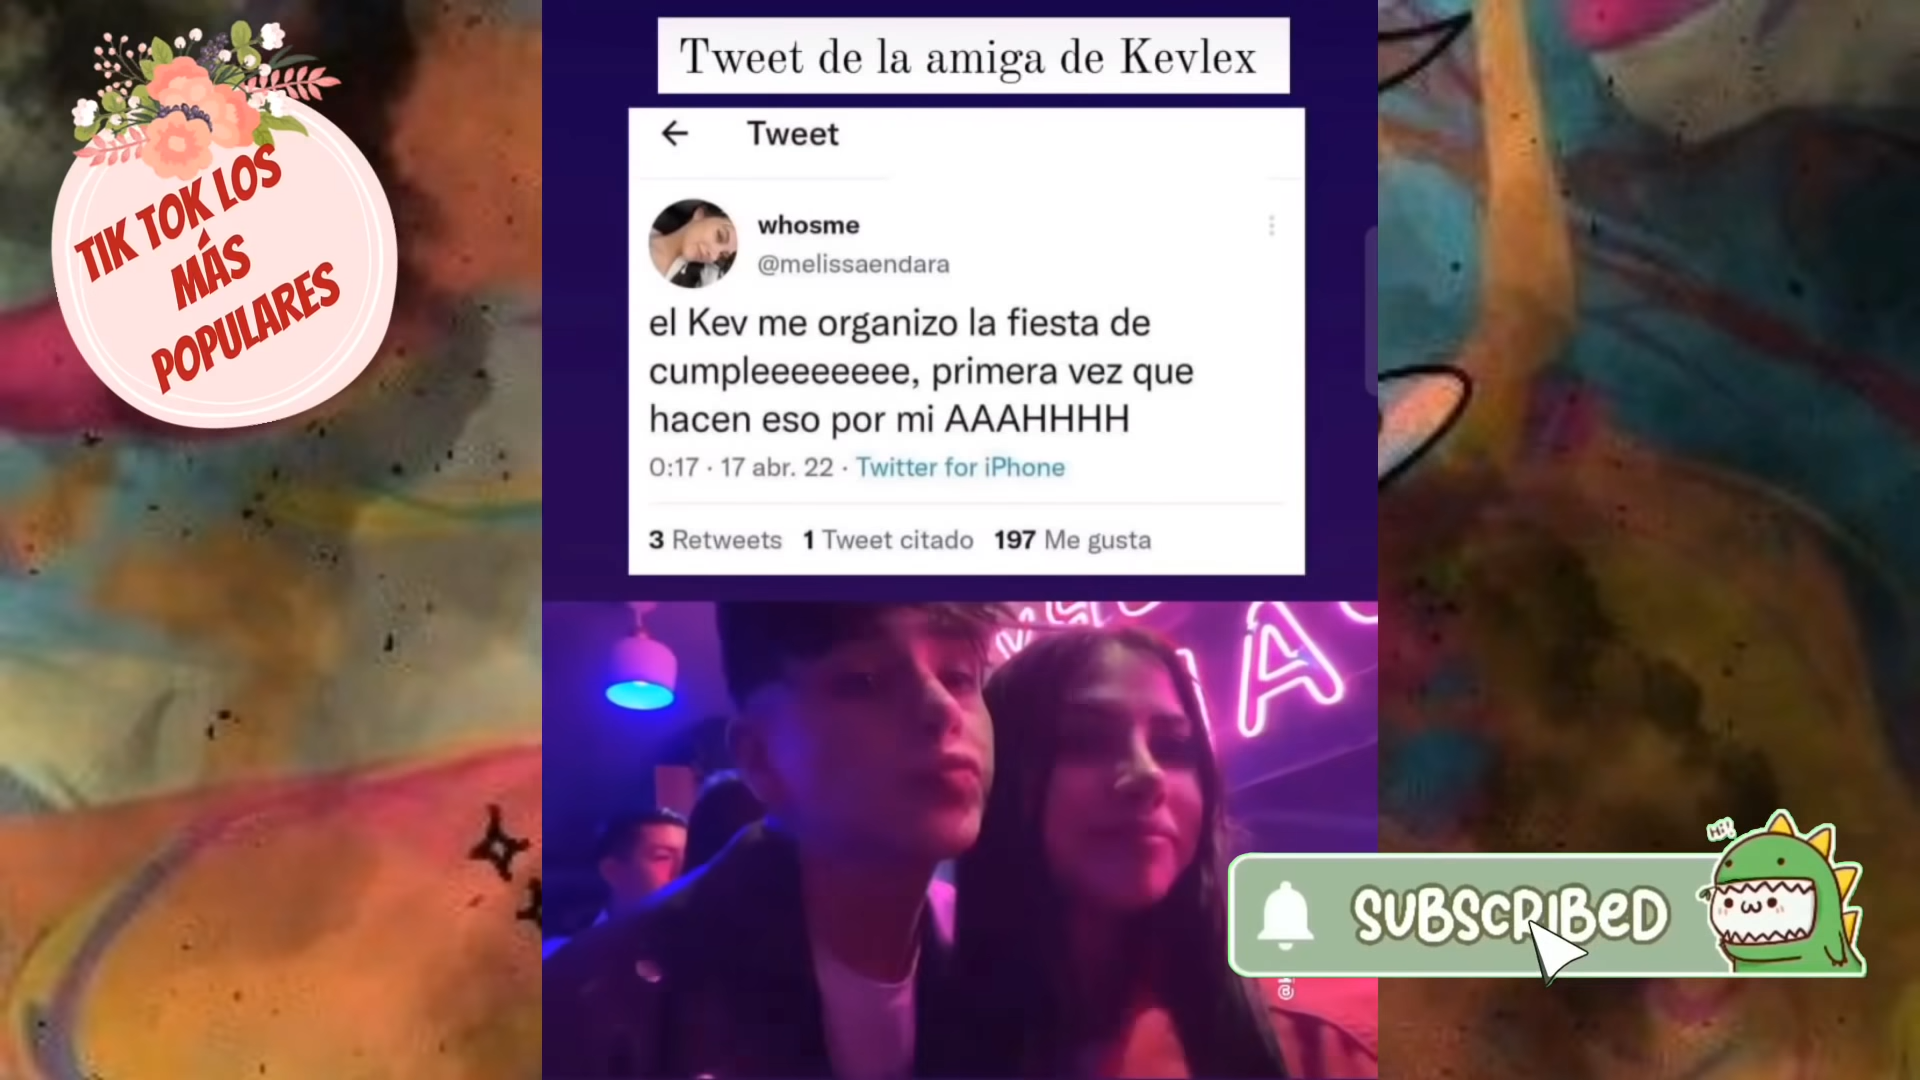 TIK TOK LOS
MÁS
POPULARES
Tweet de la amiga de Kevlex
Tweet
whosme
@melissaendara
el Kev me organizo la fiesta de
cumpleeeeeeee, primera vez que
hacen eso por mi AAAHHHH
0:17 · 17 abr. 22 · Twitter for iPhone
3 Retweets 1 Tweet citado 197 Me gusta
A
Hi!
SUBSCRIBED